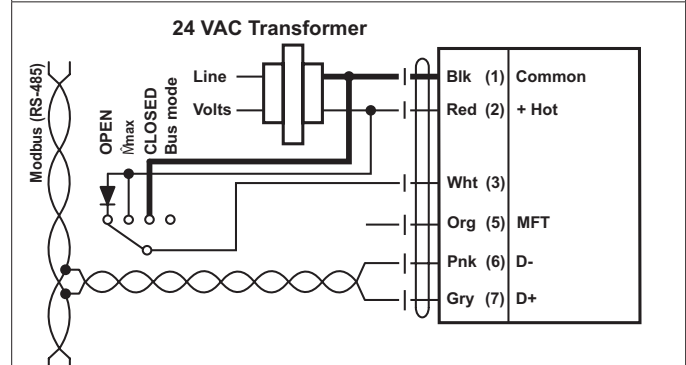 24 VAC Transformer
Modbus (RS-485)
OPEN
V̇max
CLOSED
Bus mode
Line
Volts
Blk (1) Common
Red (2) + Hot
Wht (3)
Org (5) MFT
Pnk (6) D-
Gry (7) D+